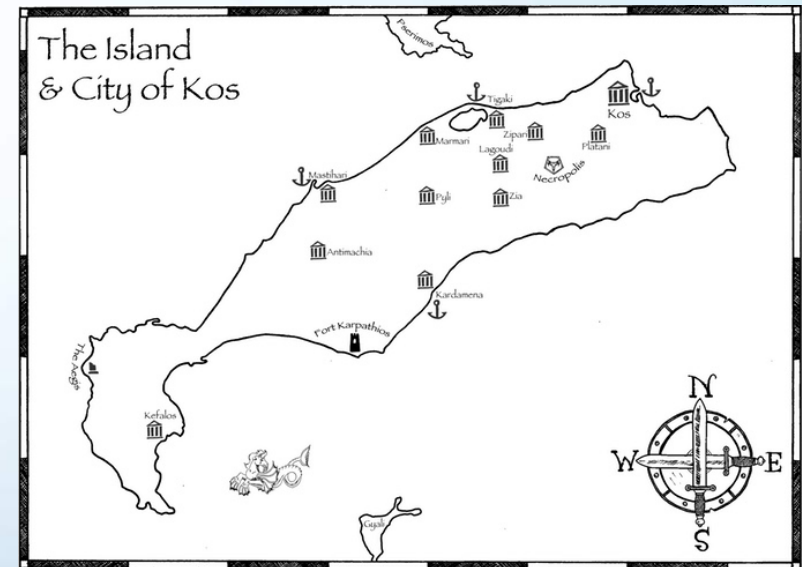 The Island
& City of Kos
Pserimos
Tigaki
Kos
Marmari
Zipari
Platani
Lagoudi
Necropolis
Mastihari
Pyli
Zia
Antimachia
Kardamena
Fort Karpathios
The Aegis
Kefalos
Gyali
N
W
E
S